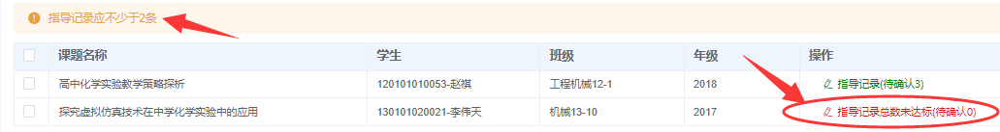 指导记录应不少于2条
课题名称 学生 班级 年级 操作
高中化学实验教学策略探析 120101010053-赵祺 工程机械12-1 2018 指导记录(待确认3)
探究虚拟仿真技术在中学化学实验中的应用 130101020021-李伟天 机械13-10 2017 指导记录总数未达标(待确认0)